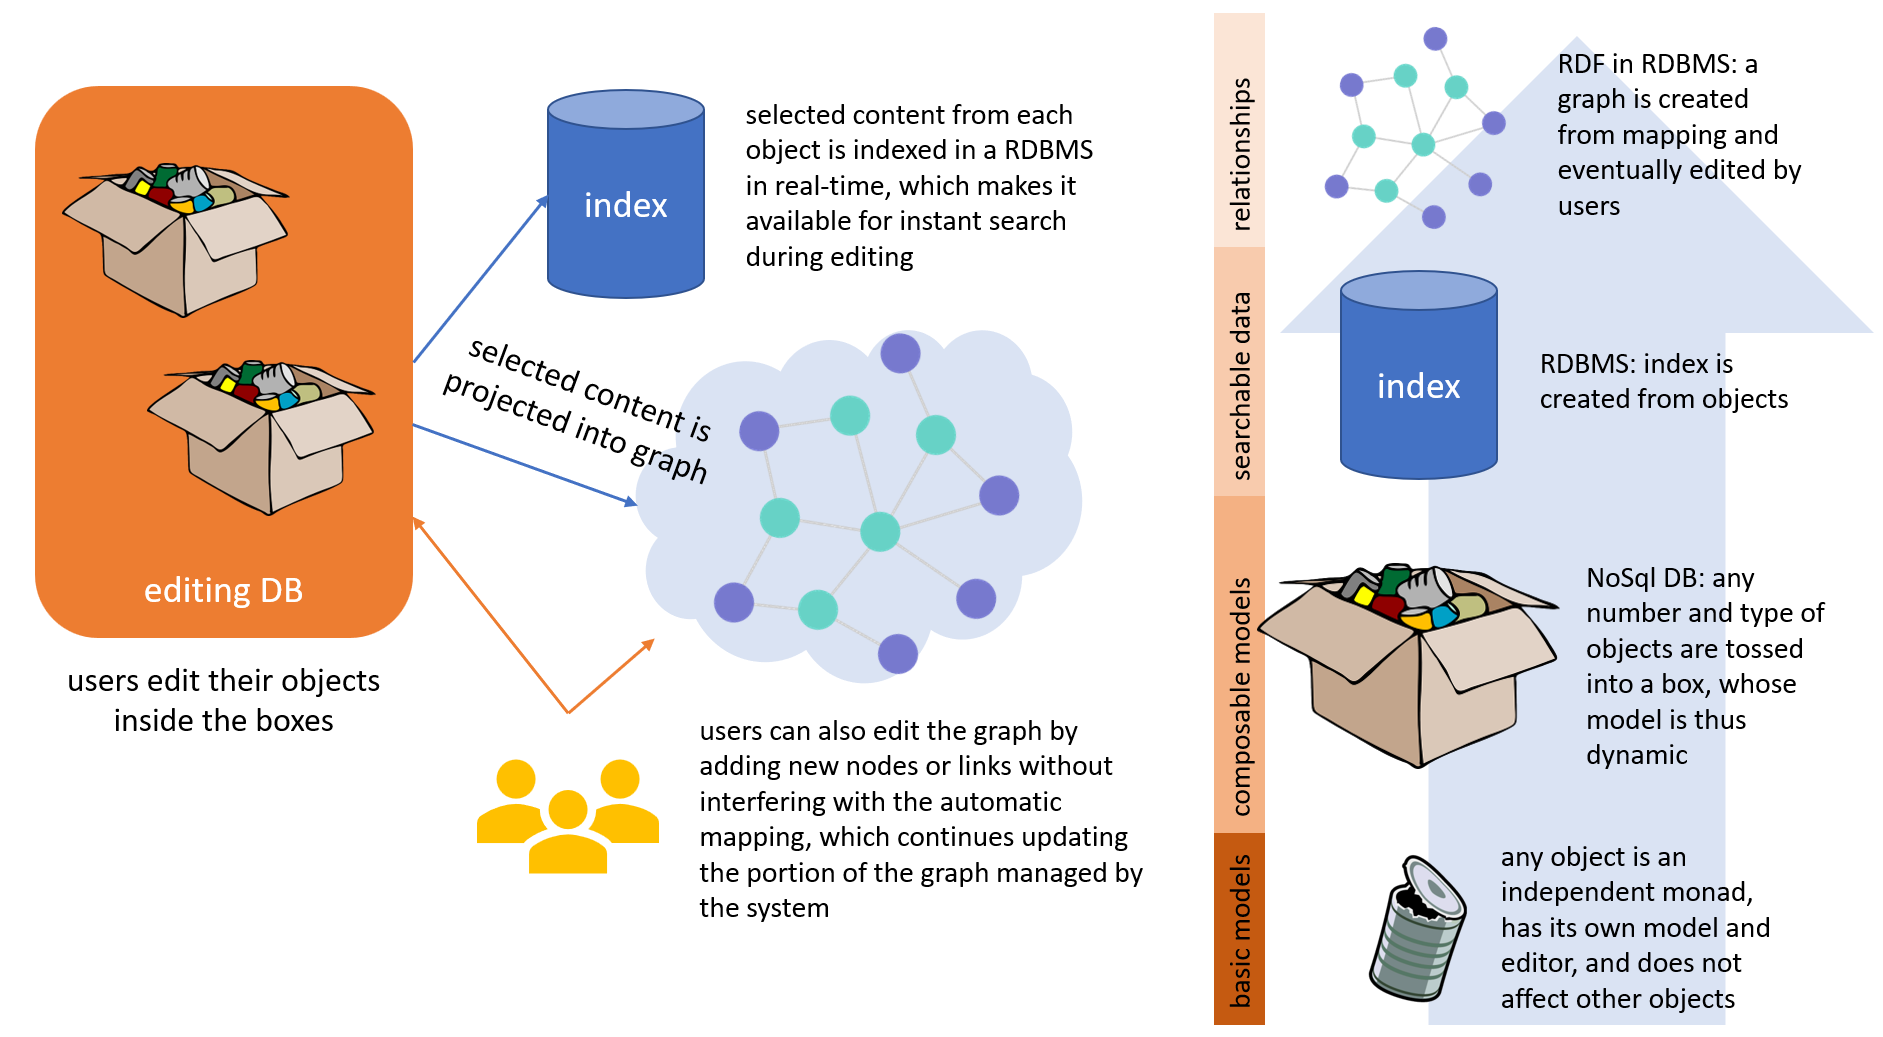 editing DB
users edit their objects
inside the boxes
index
selected content from each
object is indexed in a RDBMS
in real-time, which makes it
available for instant search
during editing
selected content is
projected into graph
users can also edit the graph by
adding new nodes or links without
interfering with the automatic
mapping, which continues updating
the portion of the graph managed by
the system
relationships
RDF in RDBMS: a
graph is created
from mapping and
eventually edited by
users
searchable data
index
RDBMS: index is
created from objects
composable models
NoSql DB: any
number and type of
objects are tossed
into a box, whose
model is thus
dynamic
basic models
any object is an
independent monad,
has its own model and
editor, and does not
affect other objects